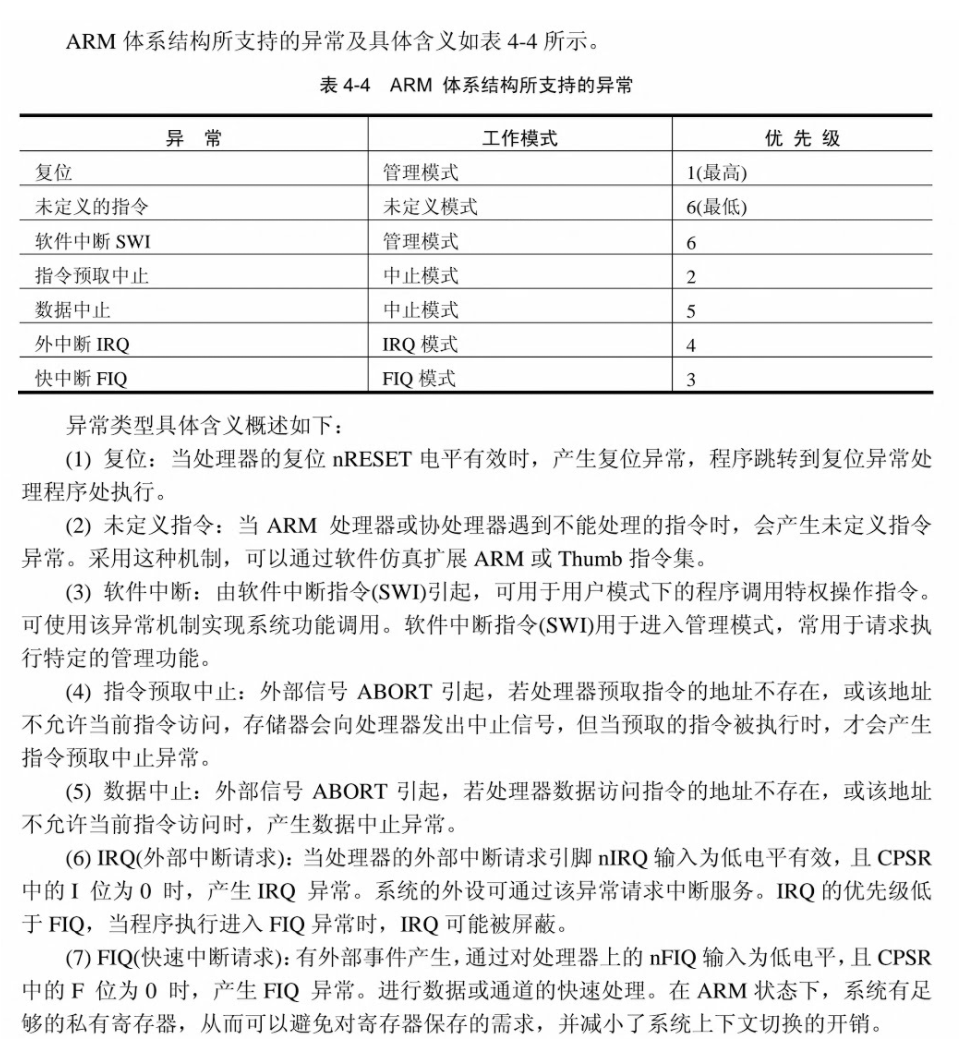 ARM 体系结构所支持的异常及具体含义如表 4-4 所示。
表 4-4 ARM 体系结构所支持的异常
异 常 工作模式 优 先 级
复位 管理模式 1(最高)
未定义的指令 未定义模式 6(最低)
软件中断 SWI 管理模式 6
指令预取中止 中止模式 2
数据中止 中止模式 5
外中断 IRQ IRQ 模式 4
快中断 FIQ FIQ 模式 3
异常类型具体含义概述如下：
(1) 复位：当处理器的复位 nRESET 电平有效时，产生复位异常，程序跳转到复位异常处
理程序处执行。
(2) 未定义指令：当 ARM 处理器或协处理器遇到不能处理的指令时，会产生未定义指令
异常。采用这种机制，可以通过软件仿真扩展 ARM 或 Thumb 指令集。
(3) 软件中断：由软件中断指令(SWI)引起，可用于用户模式下的程序调用特权操作指令。
可使用该异常机制实现系统功能调用。软件中断指令(SWI)用于进入管理模式，常用于请求执
行特定的管理功能。
(4) 指令预取中止：外部信号 ABORT 引起，若处理器预取指令的地址不存在，或该地址
不允许当前指令访问，存储器会向处理器发出中止信号，但当预取的指令被执行时，才会产生
指令预取中止异常。
(5) 数据中止：外部信号 ABORT 引起，若处理器数据访问指令的地址不存在，或该地址
不允许当前指令访问时，产生数据中止异常。
(6) IRQ(外部中断请求)：当处理器的外部中断请求引脚 nIRQ 输入为低电平有效，且 CPSR
中的 I 位为 0 时，产生 IRQ 异常。系统的外设可通过该异常请求中断服务。IRQ 的优先级低
于 FIQ，当程序执行进入 FIQ 异常时，IRQ 可能被屏蔽。
(7) FIQ(快速中断请求)：有外部事件产生，通过对处理器上的 nFIQ 输入为低电平，且 CPSR
中的 F 位为 0 时，产生 FIQ 异常。进行数据或通道的快速处理。在 ARM 状态下，系统有足
够的私有寄存器，从而可以避免对寄存器保存的需求，并减小了系统上下文切换的开销。